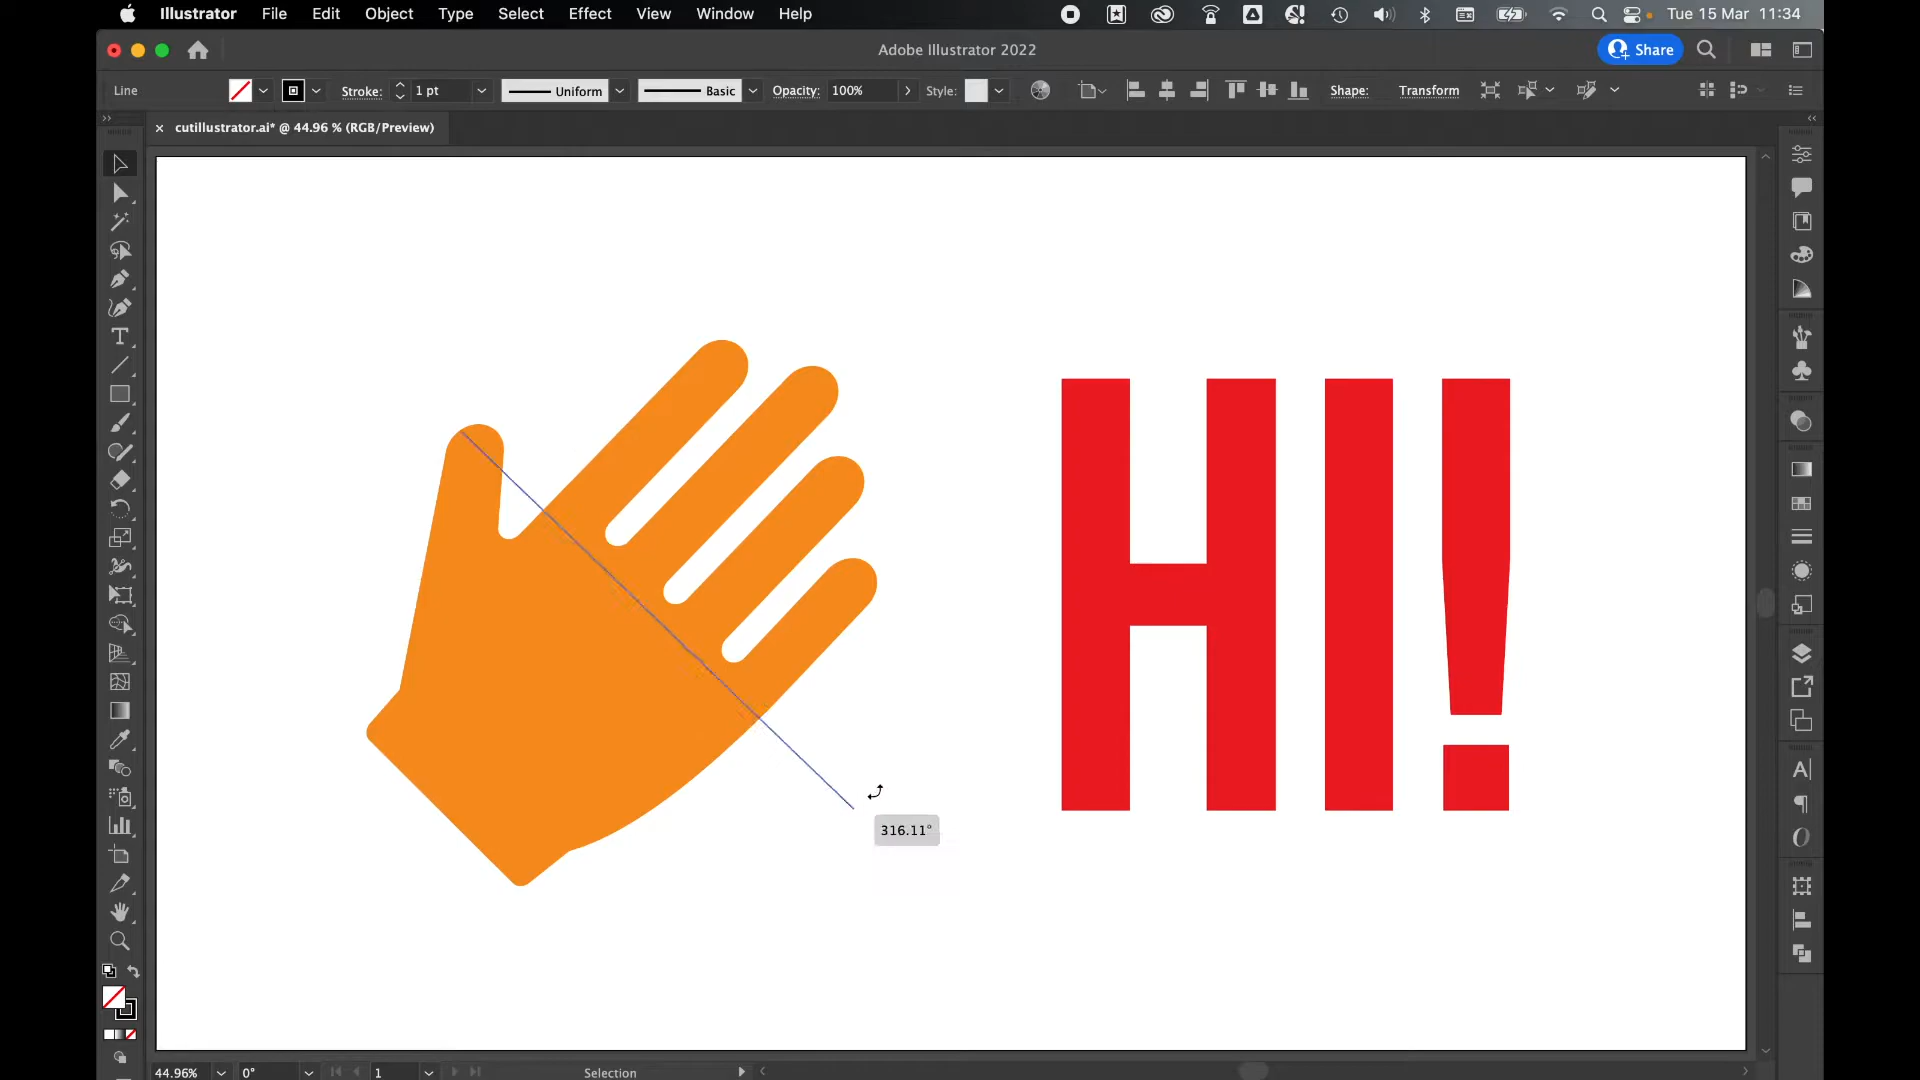 Illustrator File Edit Object Type Select Effect View Window Help Tue 15 Mar 11:34
Adobe Illustrator 2022 Share
Line Stroke: 1 pt Uniform Basic Opacity: 100% Style: Shape: Transform
cutillustrator.ai* @ 44.96 % (RGB/Preview)
HI!
316.11°
44.96% 0° 1 Selection